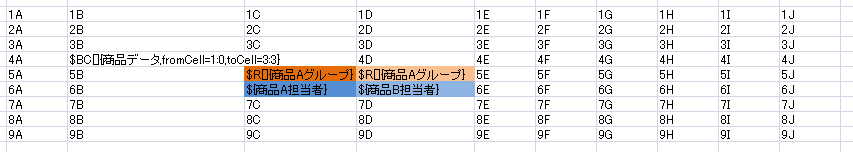 1A 1B 1C 1D 1E 1F 1G 1H 1I 1J
2A 2B 2C 2D 2E 2F 2G 2H 2I 2J
3A 3B 3C 3D 3E 3F 3G 3H 3I 3J
4A $BC[]{商品データ,fromCell=1:0,toCell=3:3} 4D 4E 4F 4G 4H 4I 4J
5A 5B $R[]{商品Aグループ} $R[]{商品Aグループ} 5E 5F 5G 5H 5I 5J
6A 6B ${商品A担当者} ${商品B担当者} 6E 6F 6G 6H 6I 6J
7A 7B 7C 7D 7E 7F 7G 7H 7I 7J
8A 8B 8C 8D 8E 8F 8G 8H 8I 8J
9A 9B 9C 9D 9E 9F 9G 9H 9I 9J